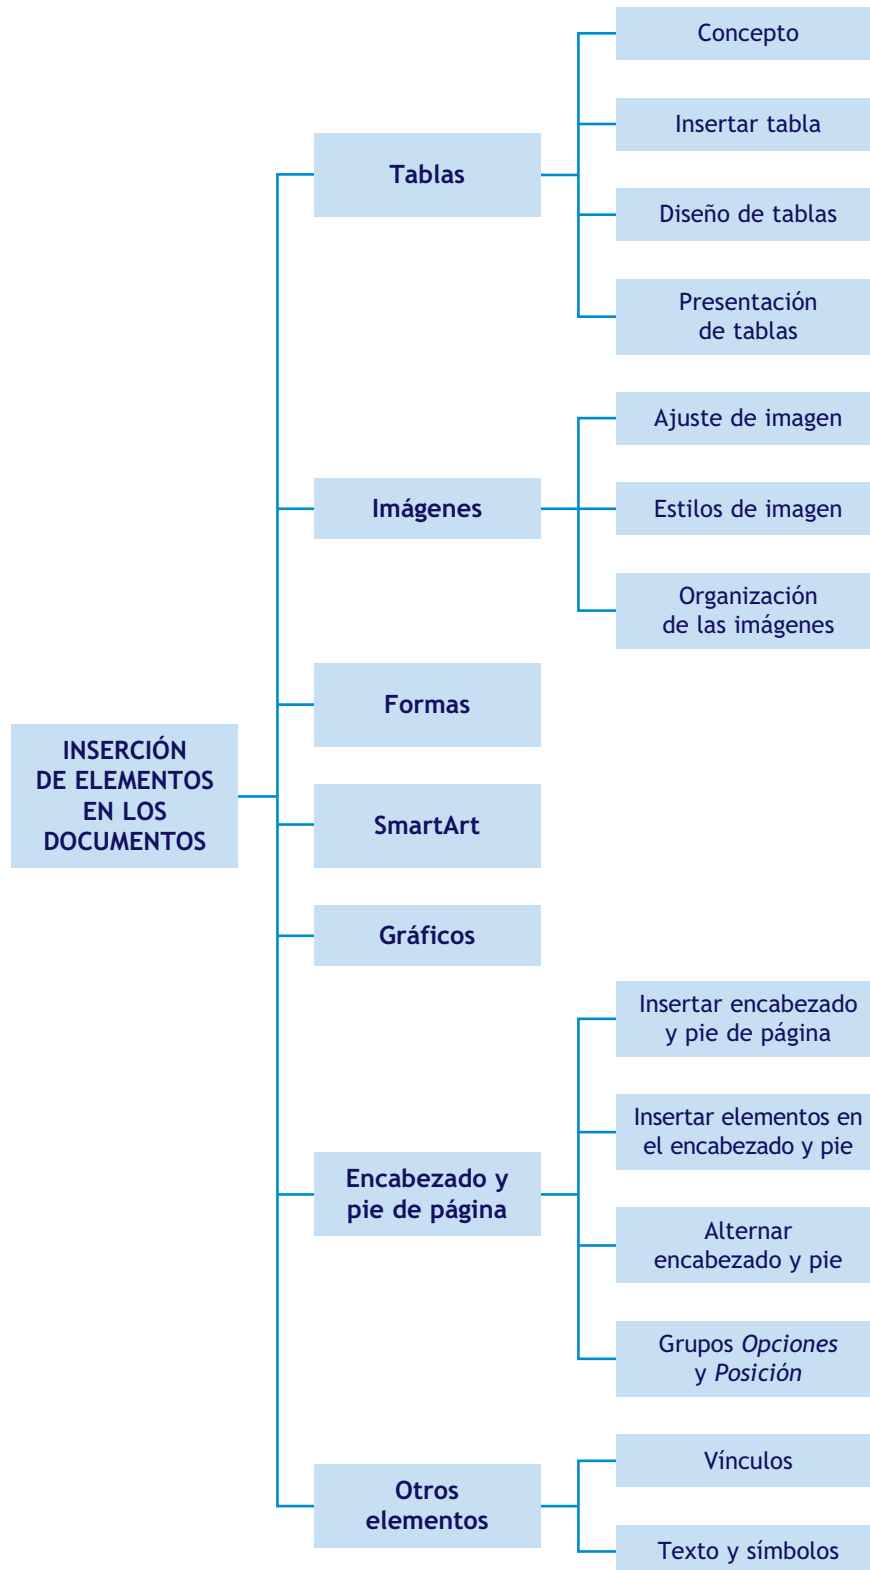 INSERCIÓN
DE ELEMENTOS
EN LOS
DOCUMENTOS
Tablas
Concepto
Insertar tabla
Diseño de tablas
Presentación
de tablas
Imágenes
Ajuste de imagen
Estilos de imagen
Organización
de las imágenes
Formas
SmartArt
Gráficos
Encabezado y
pie de página
Insertar encabezado
y pie de página
Insertar elementos en
el encabezado y pie
Alternar
encabezado y pie
Grupos Opciones
y Posición
Otros
elementos
Vínculos
Texto y símbolos